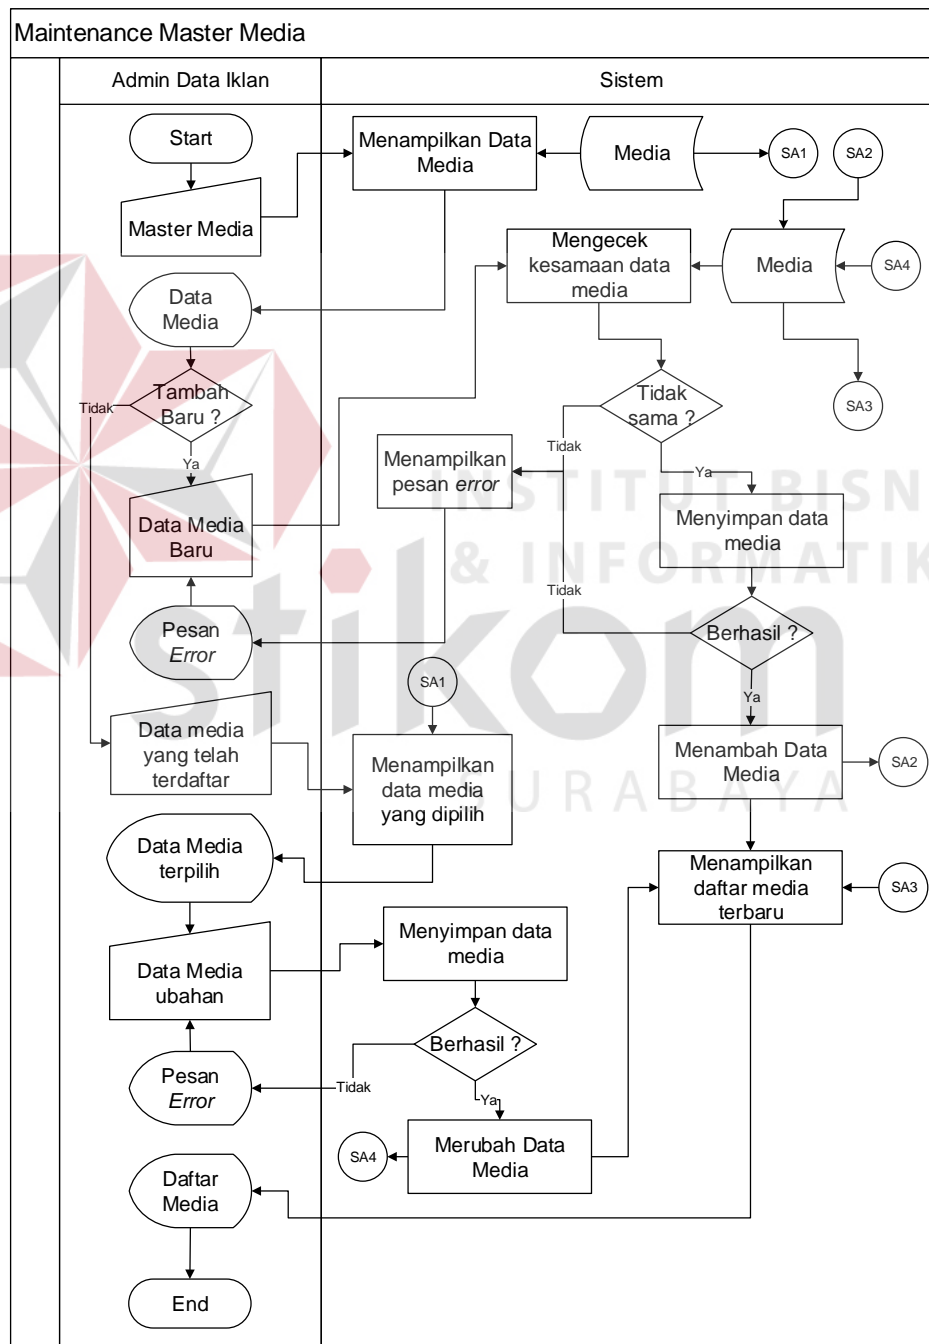 Maintenance Master Media
Admin Data Iklan
Sistem
Start
Menampilkan Data
Media
Media
SA1
SA2
Master Media
Mengecek
kesamaan data
media
Media
SA4
Data
Media
Tambah
Baru ?
Tidak
Ya
Tidak
sama ?
SA3
Tidak
Ya
Menampilkan
pesan error
INSTITUT BISN
Data Media
Baru
Menyimpan data
media
& INFORMATIK
Tidak
stikom
Pesan
Error
Berhasil ?
Ya
SA1
Data media
yang telah
terdaftar
Menampilkan
data media
yang dipilih
Menambah Data
Media
SA2
SURABAYA
Data Media
terpilih
Menampilkan
daftar media
terbaru
SA3
Menyimpan data
media
Data Media
ubahan
Berhasil ?
Pesan
Error
Tidak
Ya
SA4
Merubah Data
Media
Daftar
Media
End